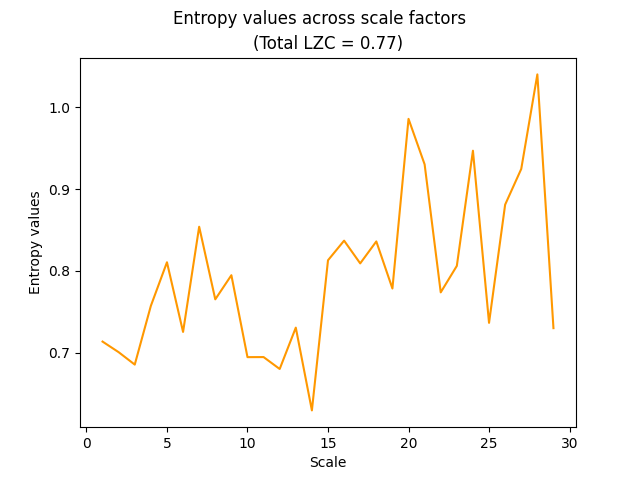 Entropy values across scale factors
(Total LZC = 0.77)
1.0
0.9
0.8
0.7
Entropy values
0 5 10 15 20 25 30
Scale